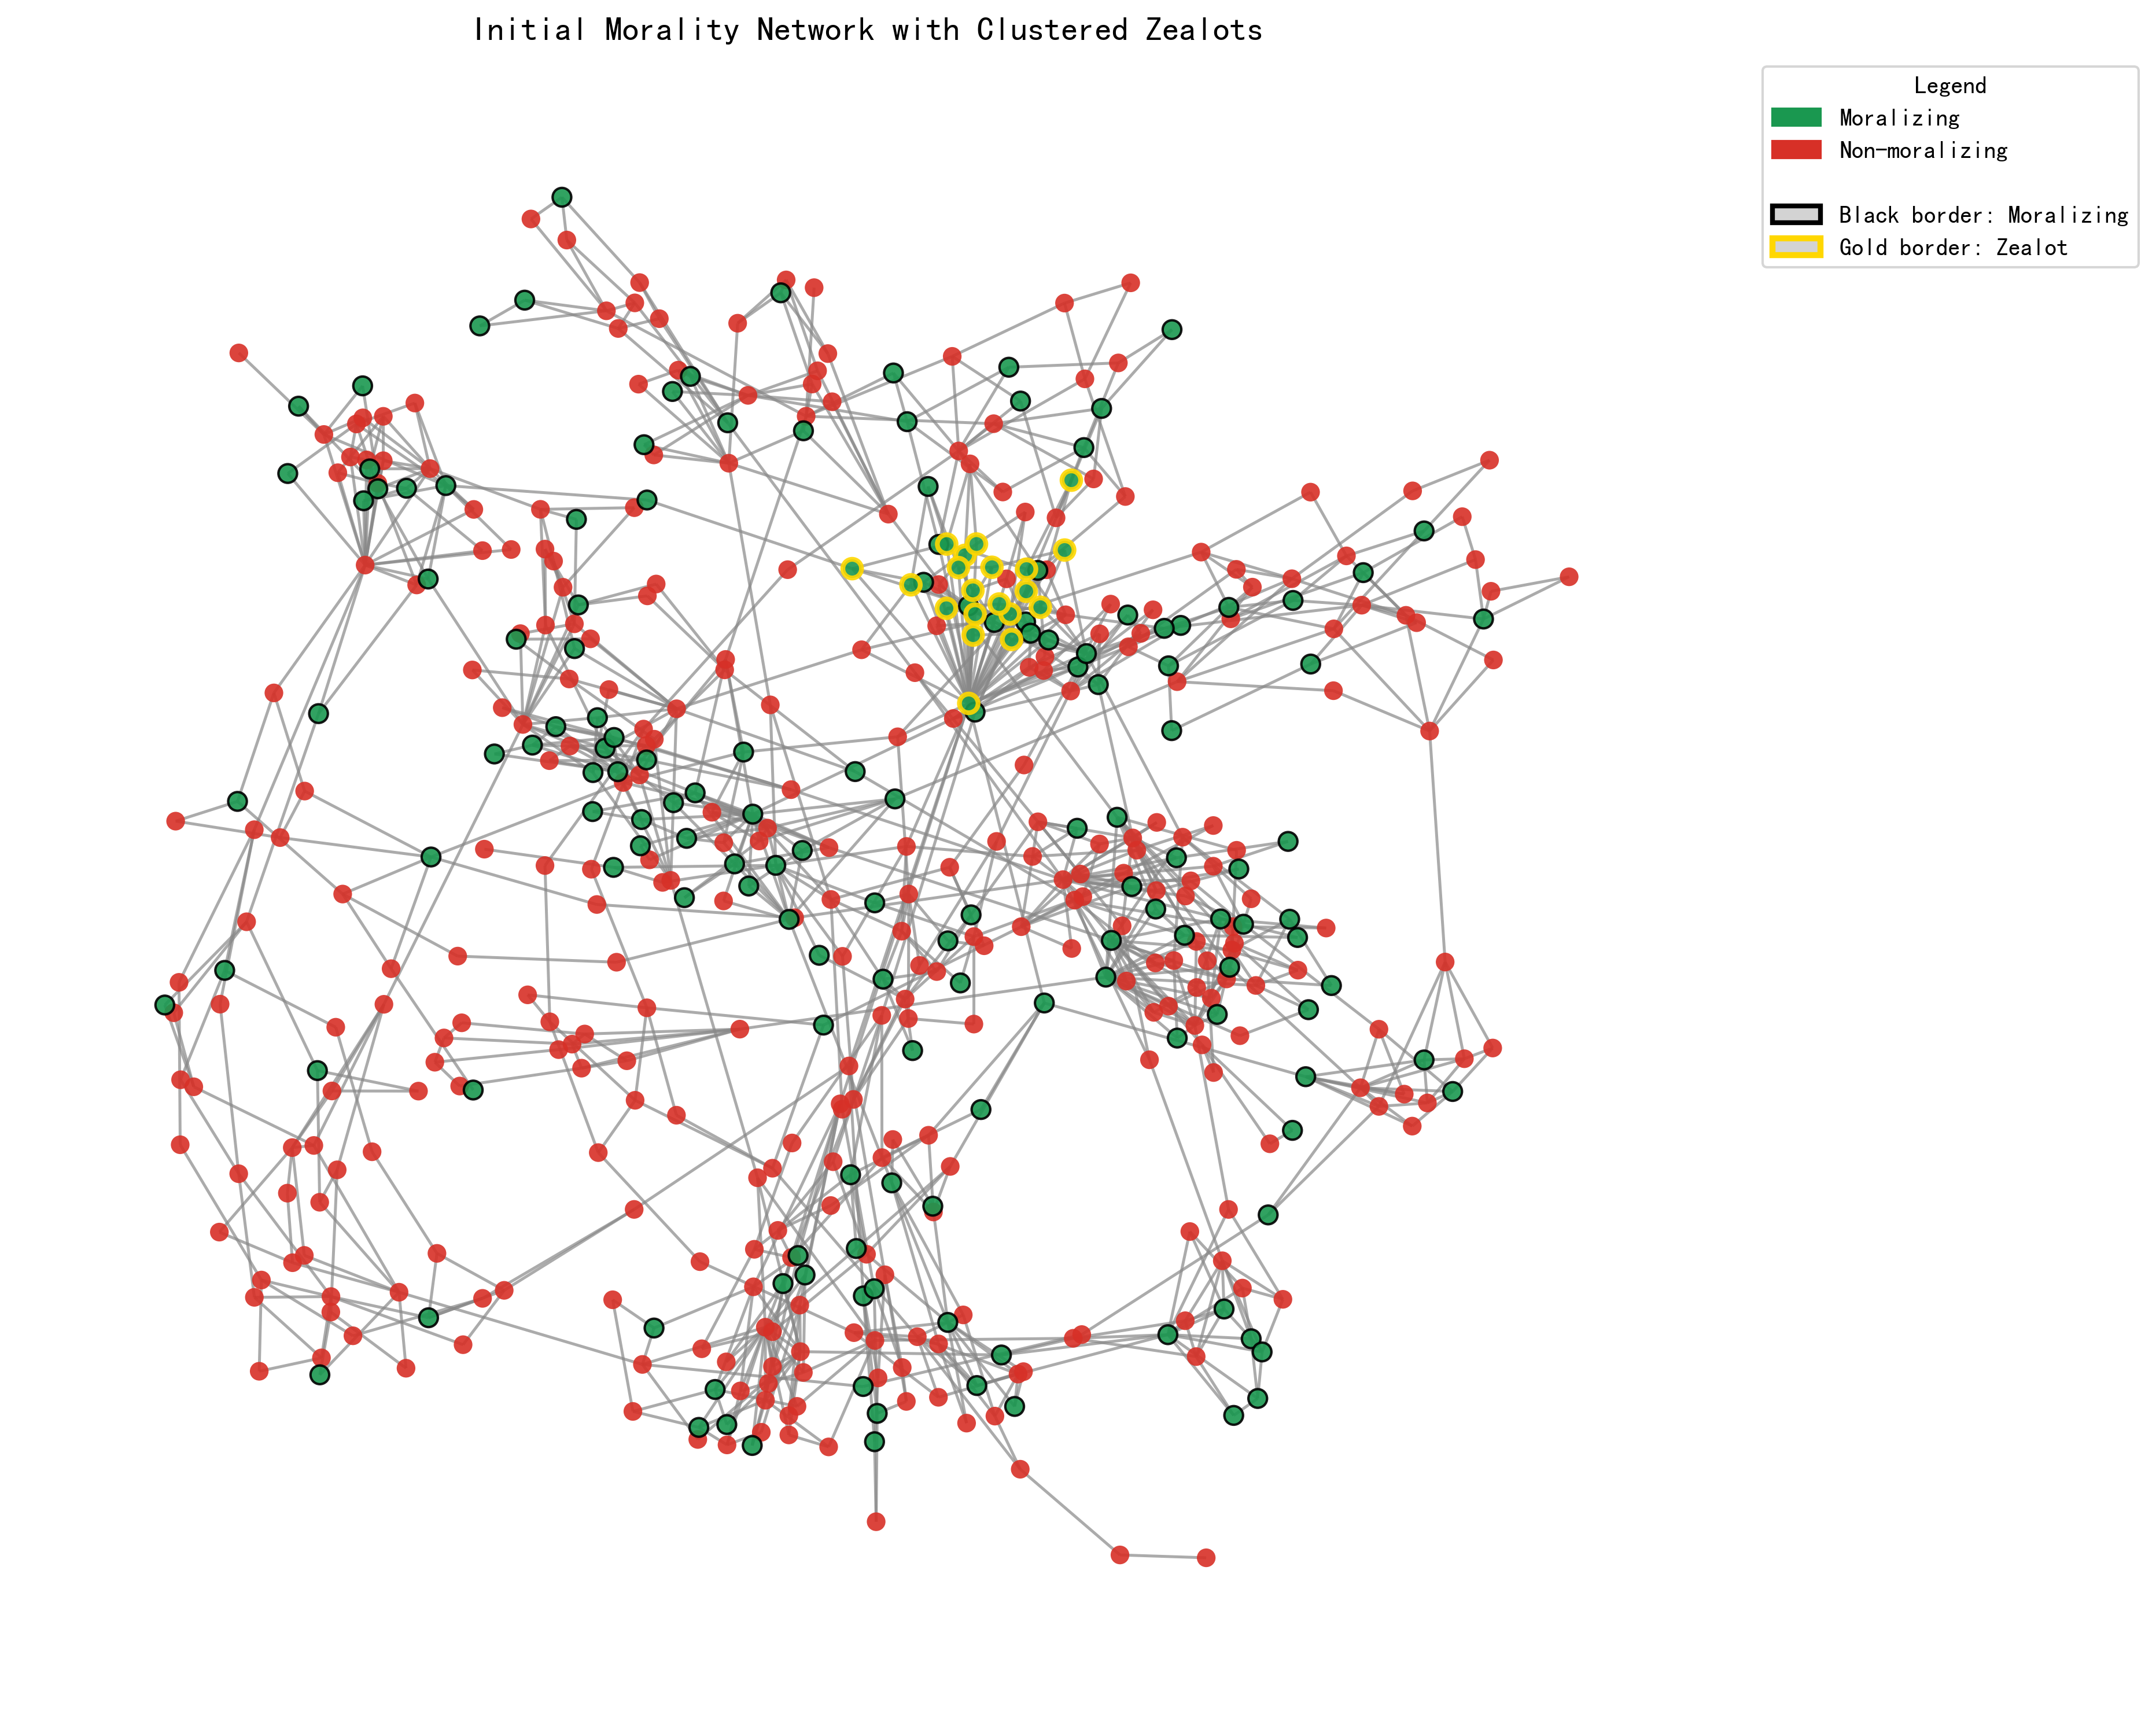 Initial Morality Network with Clustered Zealots
Legend
Moralizing
Non-moralizing
Black border: Moralizing
Gold border: Zealot